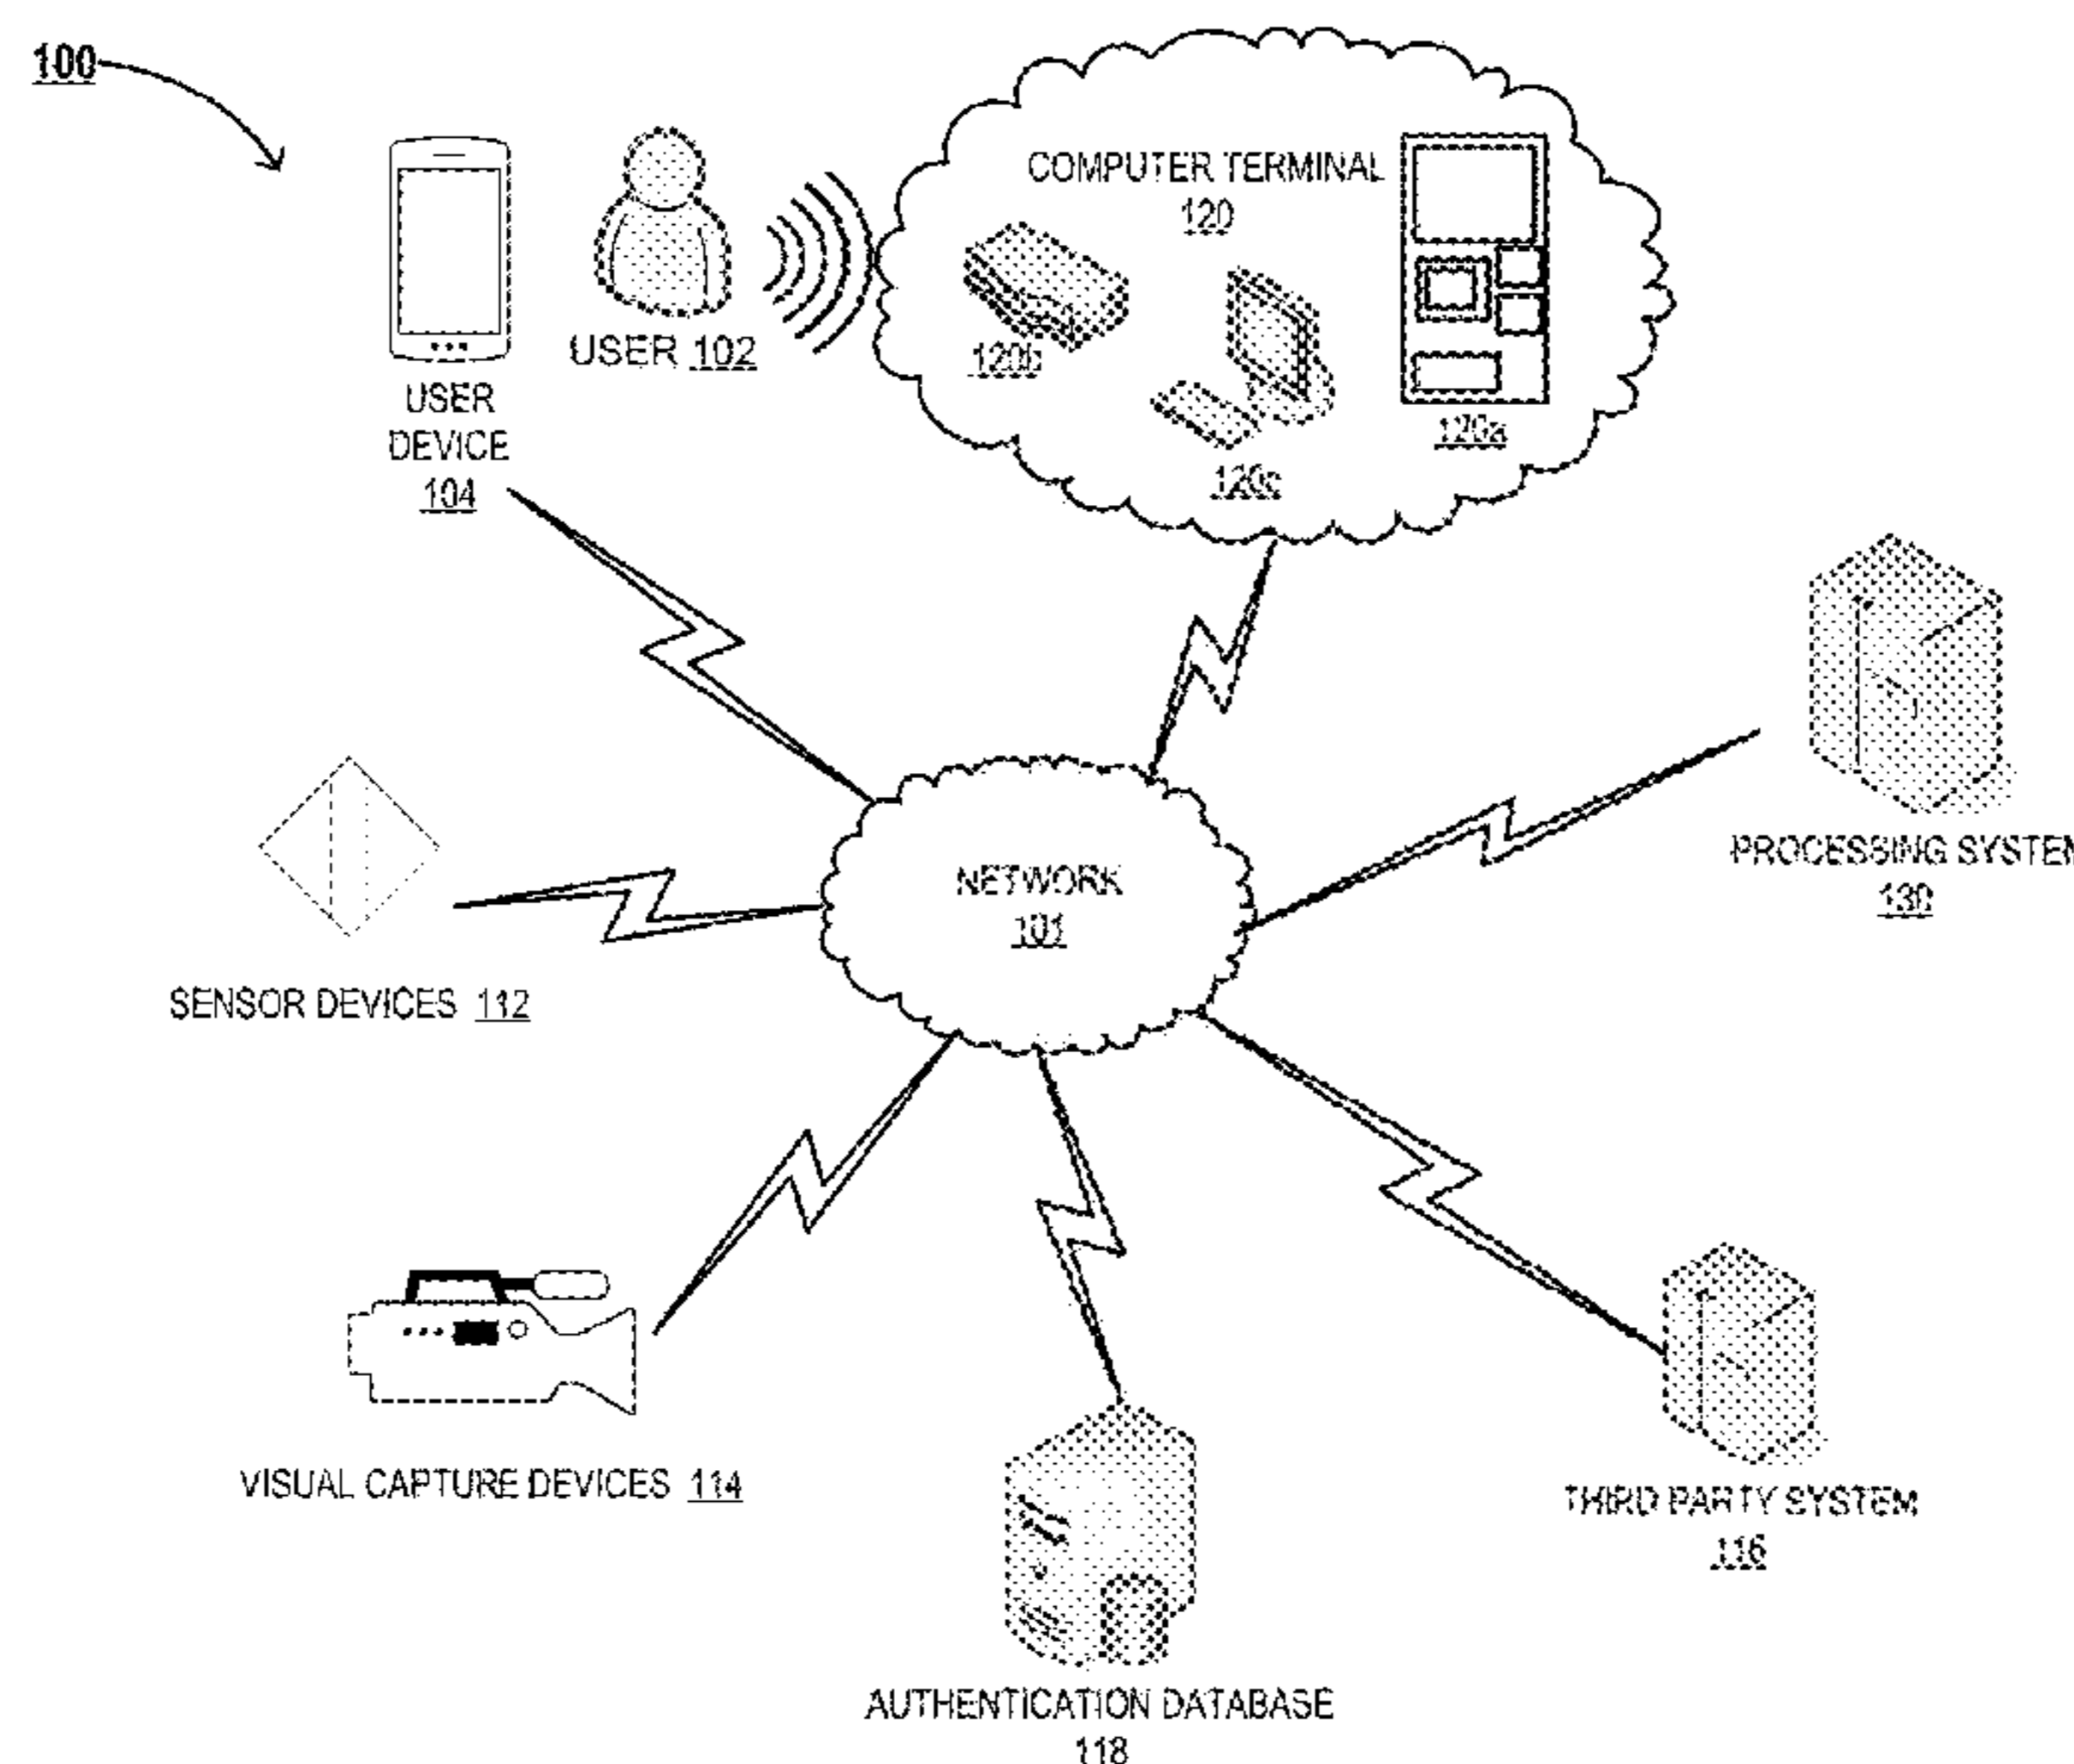 100
COMPUTER TERMINAL
120
120b
120c
120a
USER 102
USER
DEVICE
104
PROCESSING SYSTEM
130
NETWORK
101
SENSOR DEVICES 112
VISUAL CAPTURE DEVICES 114
THIRD PARTY SYSTEM
116
AUTHENTICATION DATABASE
118